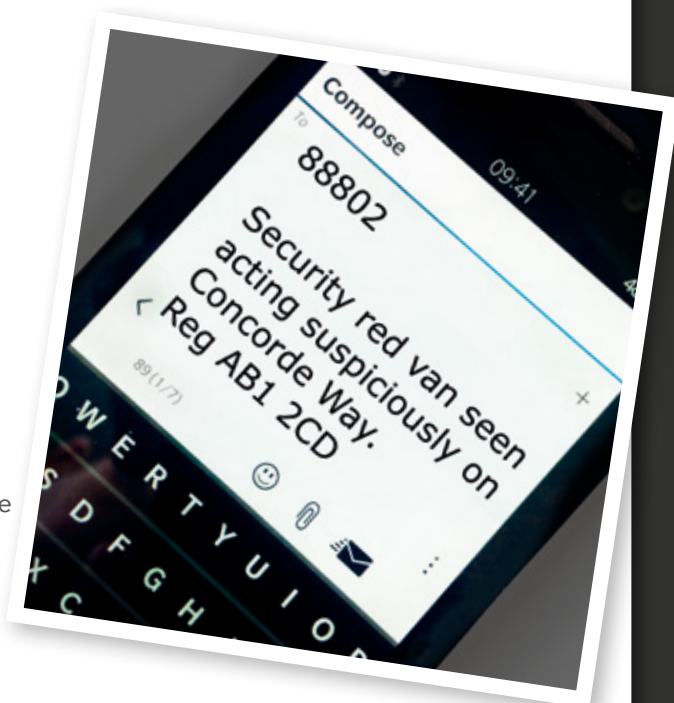 Compose
09:41
To
88802
Security red van seen
acting suspiciously on
Concorde Way.
Reg AB1 2CD
89(1/7)
W E R T Y U I O P
S D F G H
X C
e